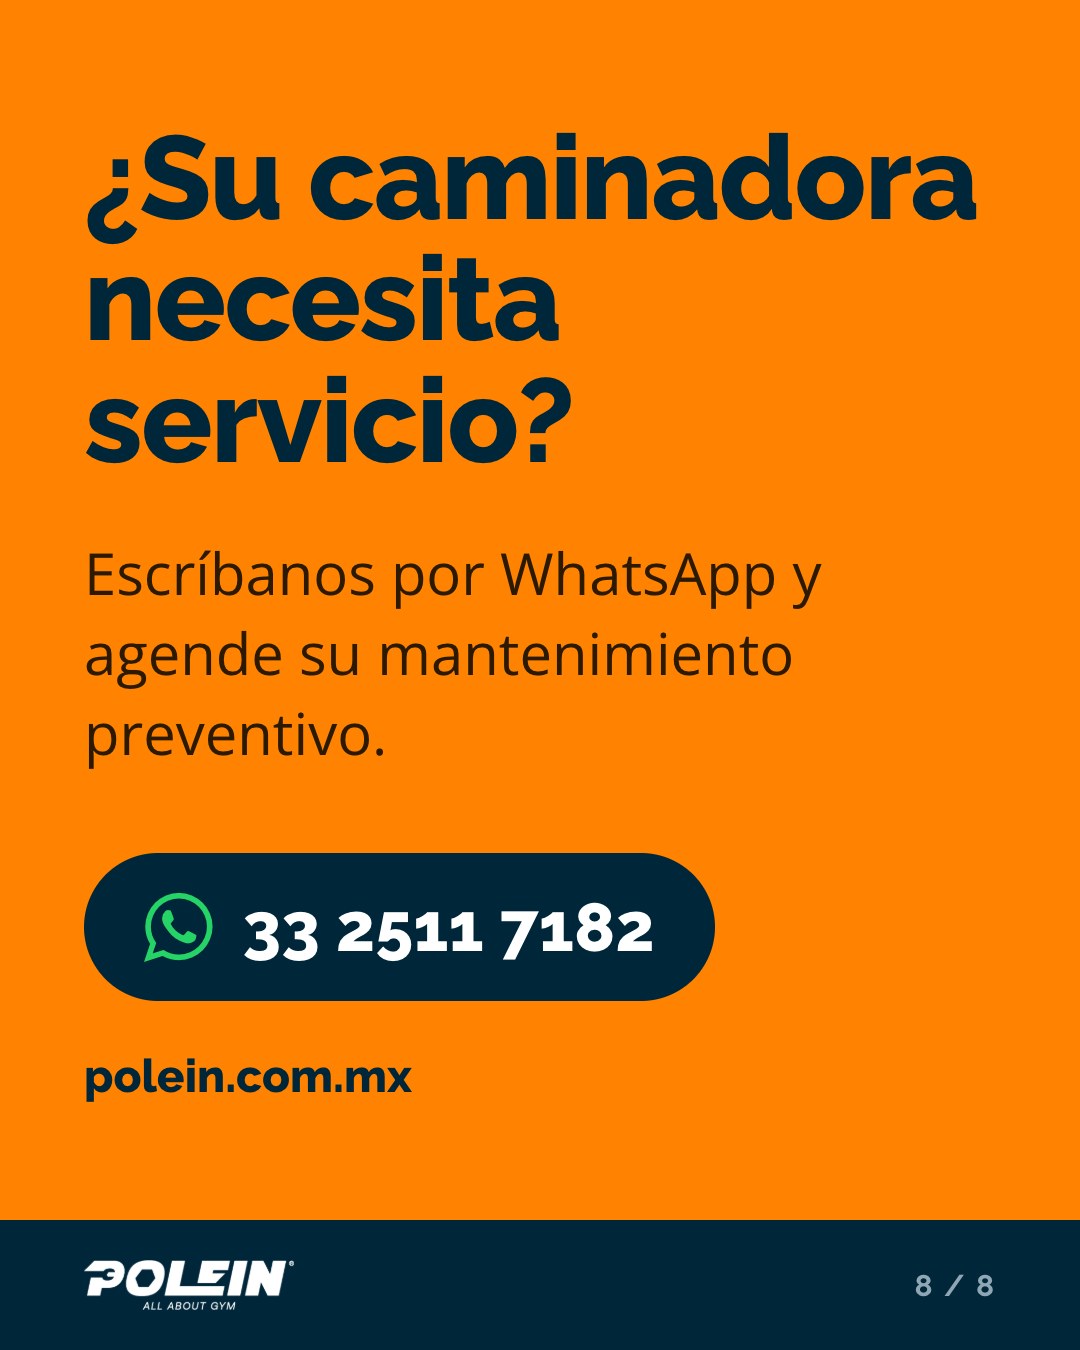 ¿Su caminadora
necesita
servicio?
Escríbanos por WhatsApp y
agende su mantenimiento
preventivo.
33 2511 7182
polein.com.mx
POLEIN®
ALL ABOUT GYM
8 / 8